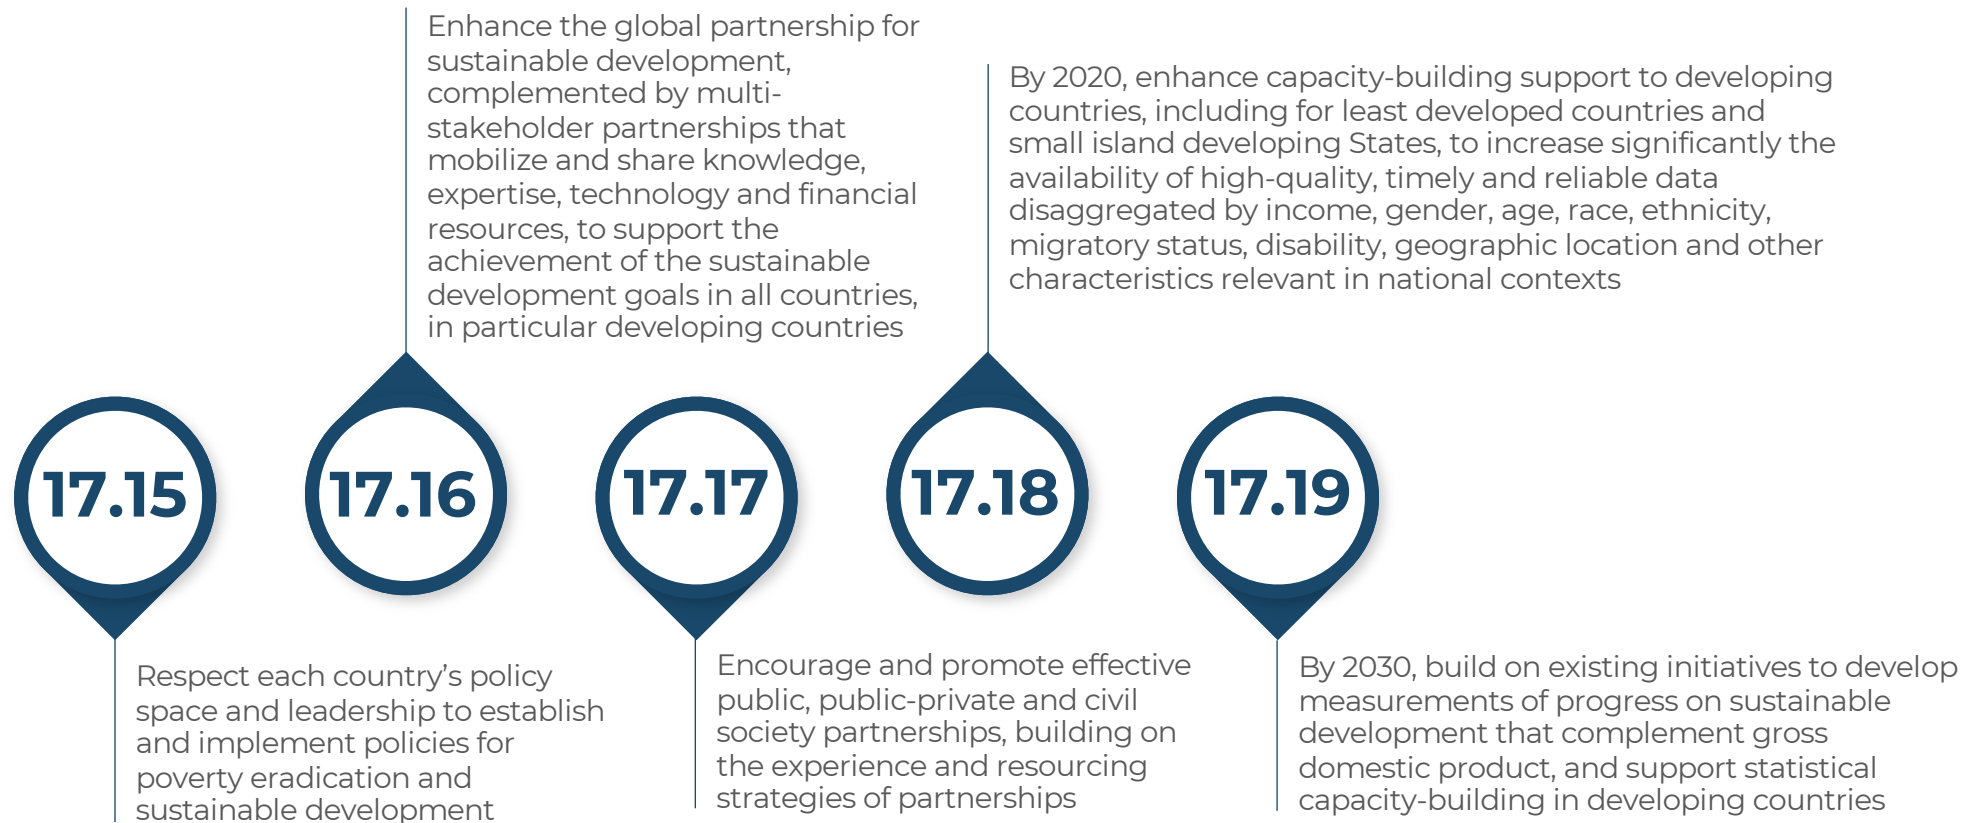 Enhance the global partnership for
sustainable development,
complemented by multi-
stakeholder partnerships that
mobilize and share knowledge,
expertise, technology and financial
resources, to support the
achievement of the sustainable
development goals in all countries,
in particular developing countries
By 2020, enhance capacity-building support to developing
countries, including for least developed countries and
small island developing States, to increase significantly the
availability of high-quality, timely and reliable data
disaggregated by income, gender, age, race, ethnicity,
migratory status, disability, geographic location and other
characteristics relevant in national contexts
17.15
17.16
17.17
17.18
17.19
Respect each country’s policy
space and leadership to establish
and implement policies for
poverty eradication and
sustainable development
Encourage and promote effective
public, public-private and civil
society partnerships, building on
the experience and resourcing
strategies of partnerships
By 2030, build on existing initiatives to develop
measurements of progress on sustainable
development that complement gross
domestic product, and support statistical
capacity-building in developing countries